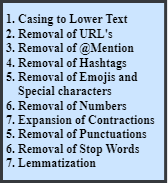 1. Casing to Lower Text
2. Removal of URL's
3. Removal of @Mention
4. Removal of Hashtags
5. Removal of Emojis and
Special characters
6. Removal of Numbers
7. Expansion of Contractions
5. Removal of Punctuations
6. Removal of Stop Words
7. Lemmatization